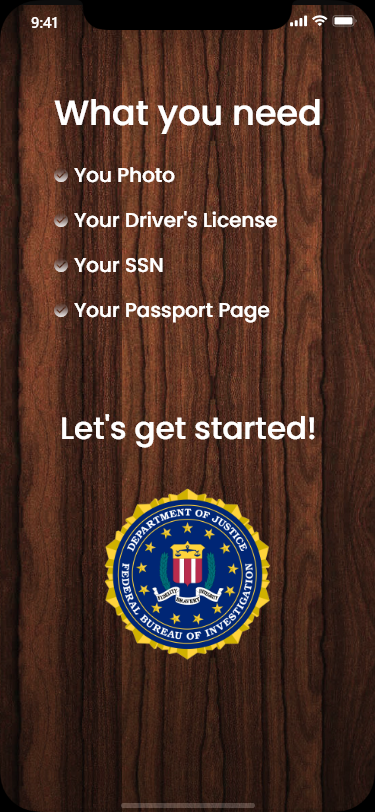 9:41
What you need
You Photo
Your Driver's License
Your SSN
Your Passport Page
Let's get started!
DEPARTMENT OF JUSTICE
FIDELITY BRAVERY INTEGRITY
FEDERAL BUREAU OF INVESTIGATION